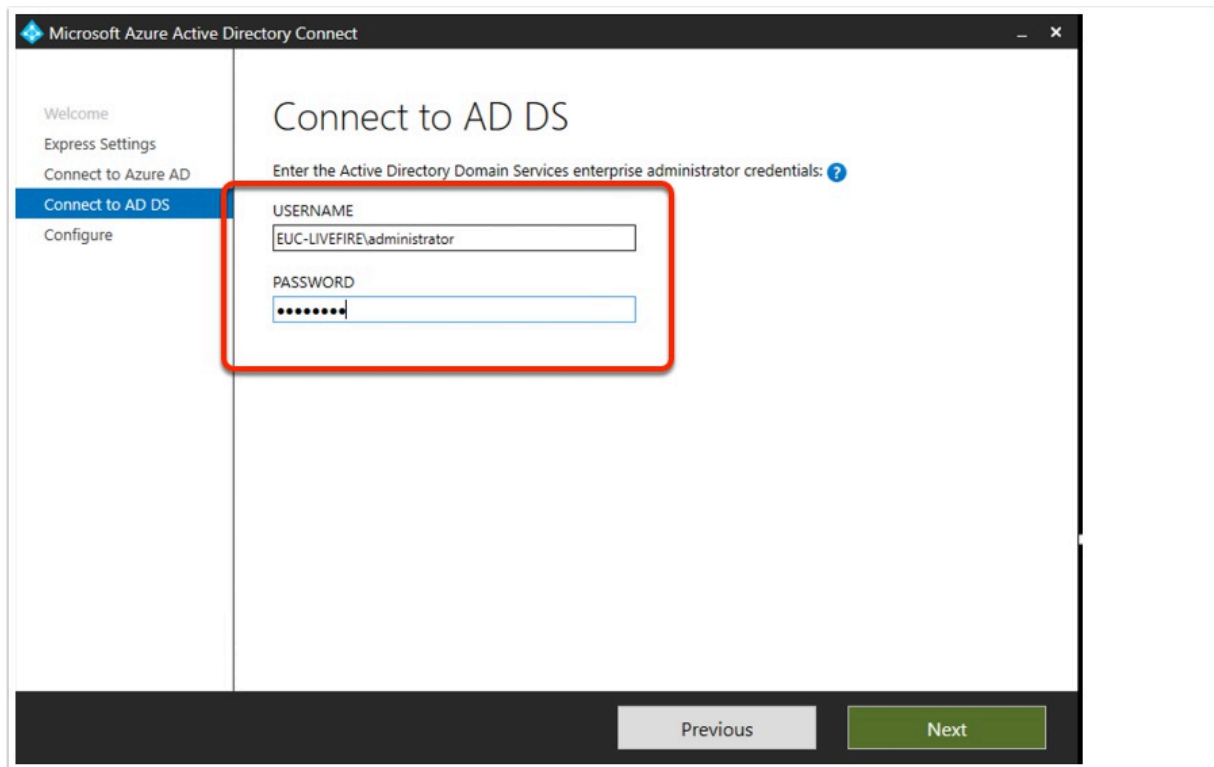 Microsoft Azure Active Directory Connect
Welcome
Express Settings
Connect to Azure AD
Connect to AD DS
Configure
Connect to AD DS
Enter the Active Directory Domain Services enterprise administrator credentials: ?
USERNAME
EUC-LIVEFIRE\administrator
PASSWORD
••••••••
Previous
Next